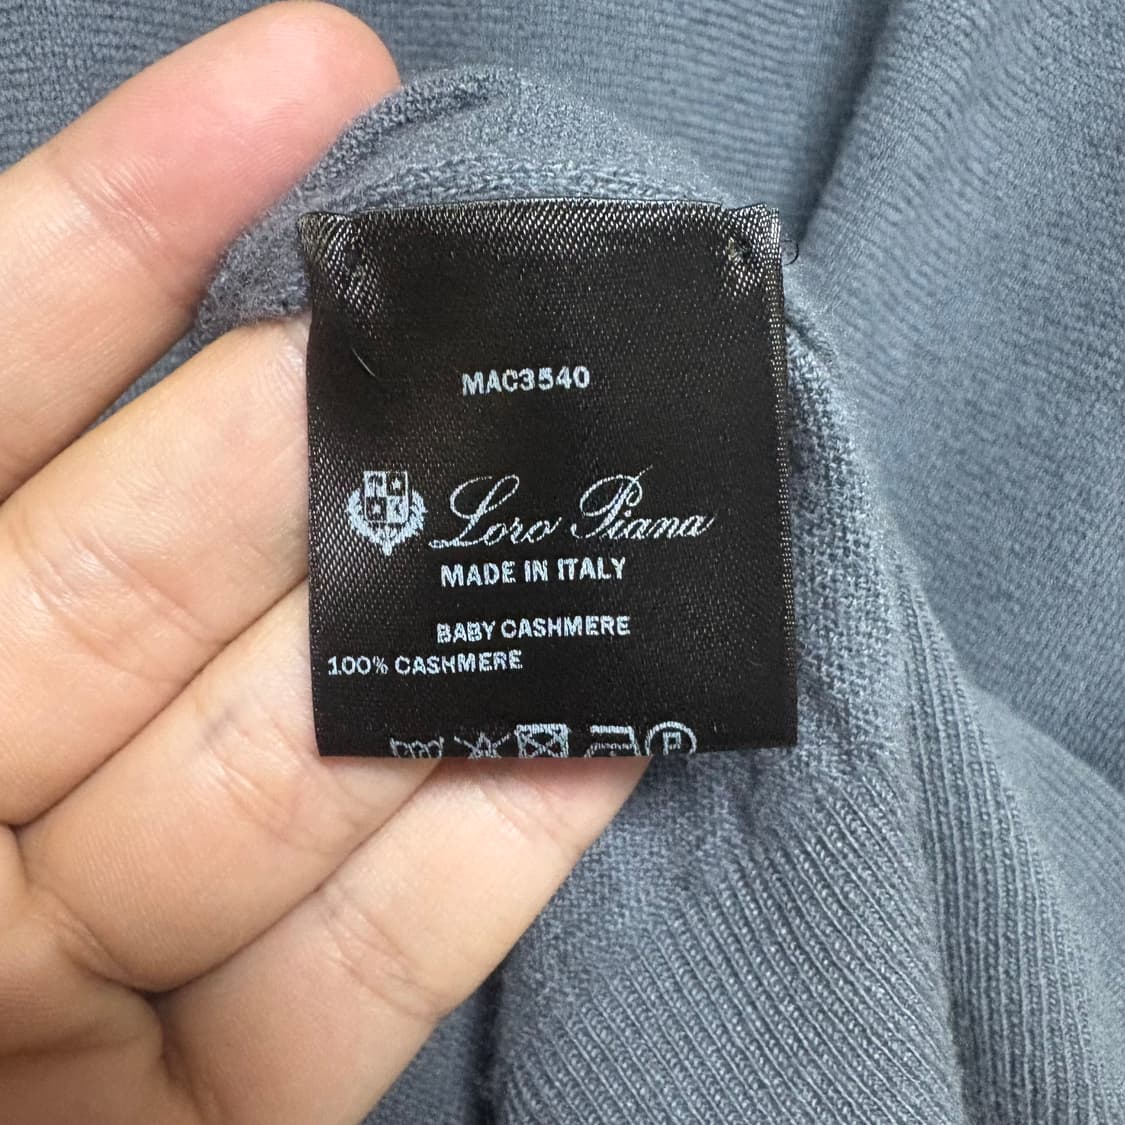 MAC3540
Loro Piana
MADE IN ITALY
BABY CASHMERE
100% CASHMERE
P